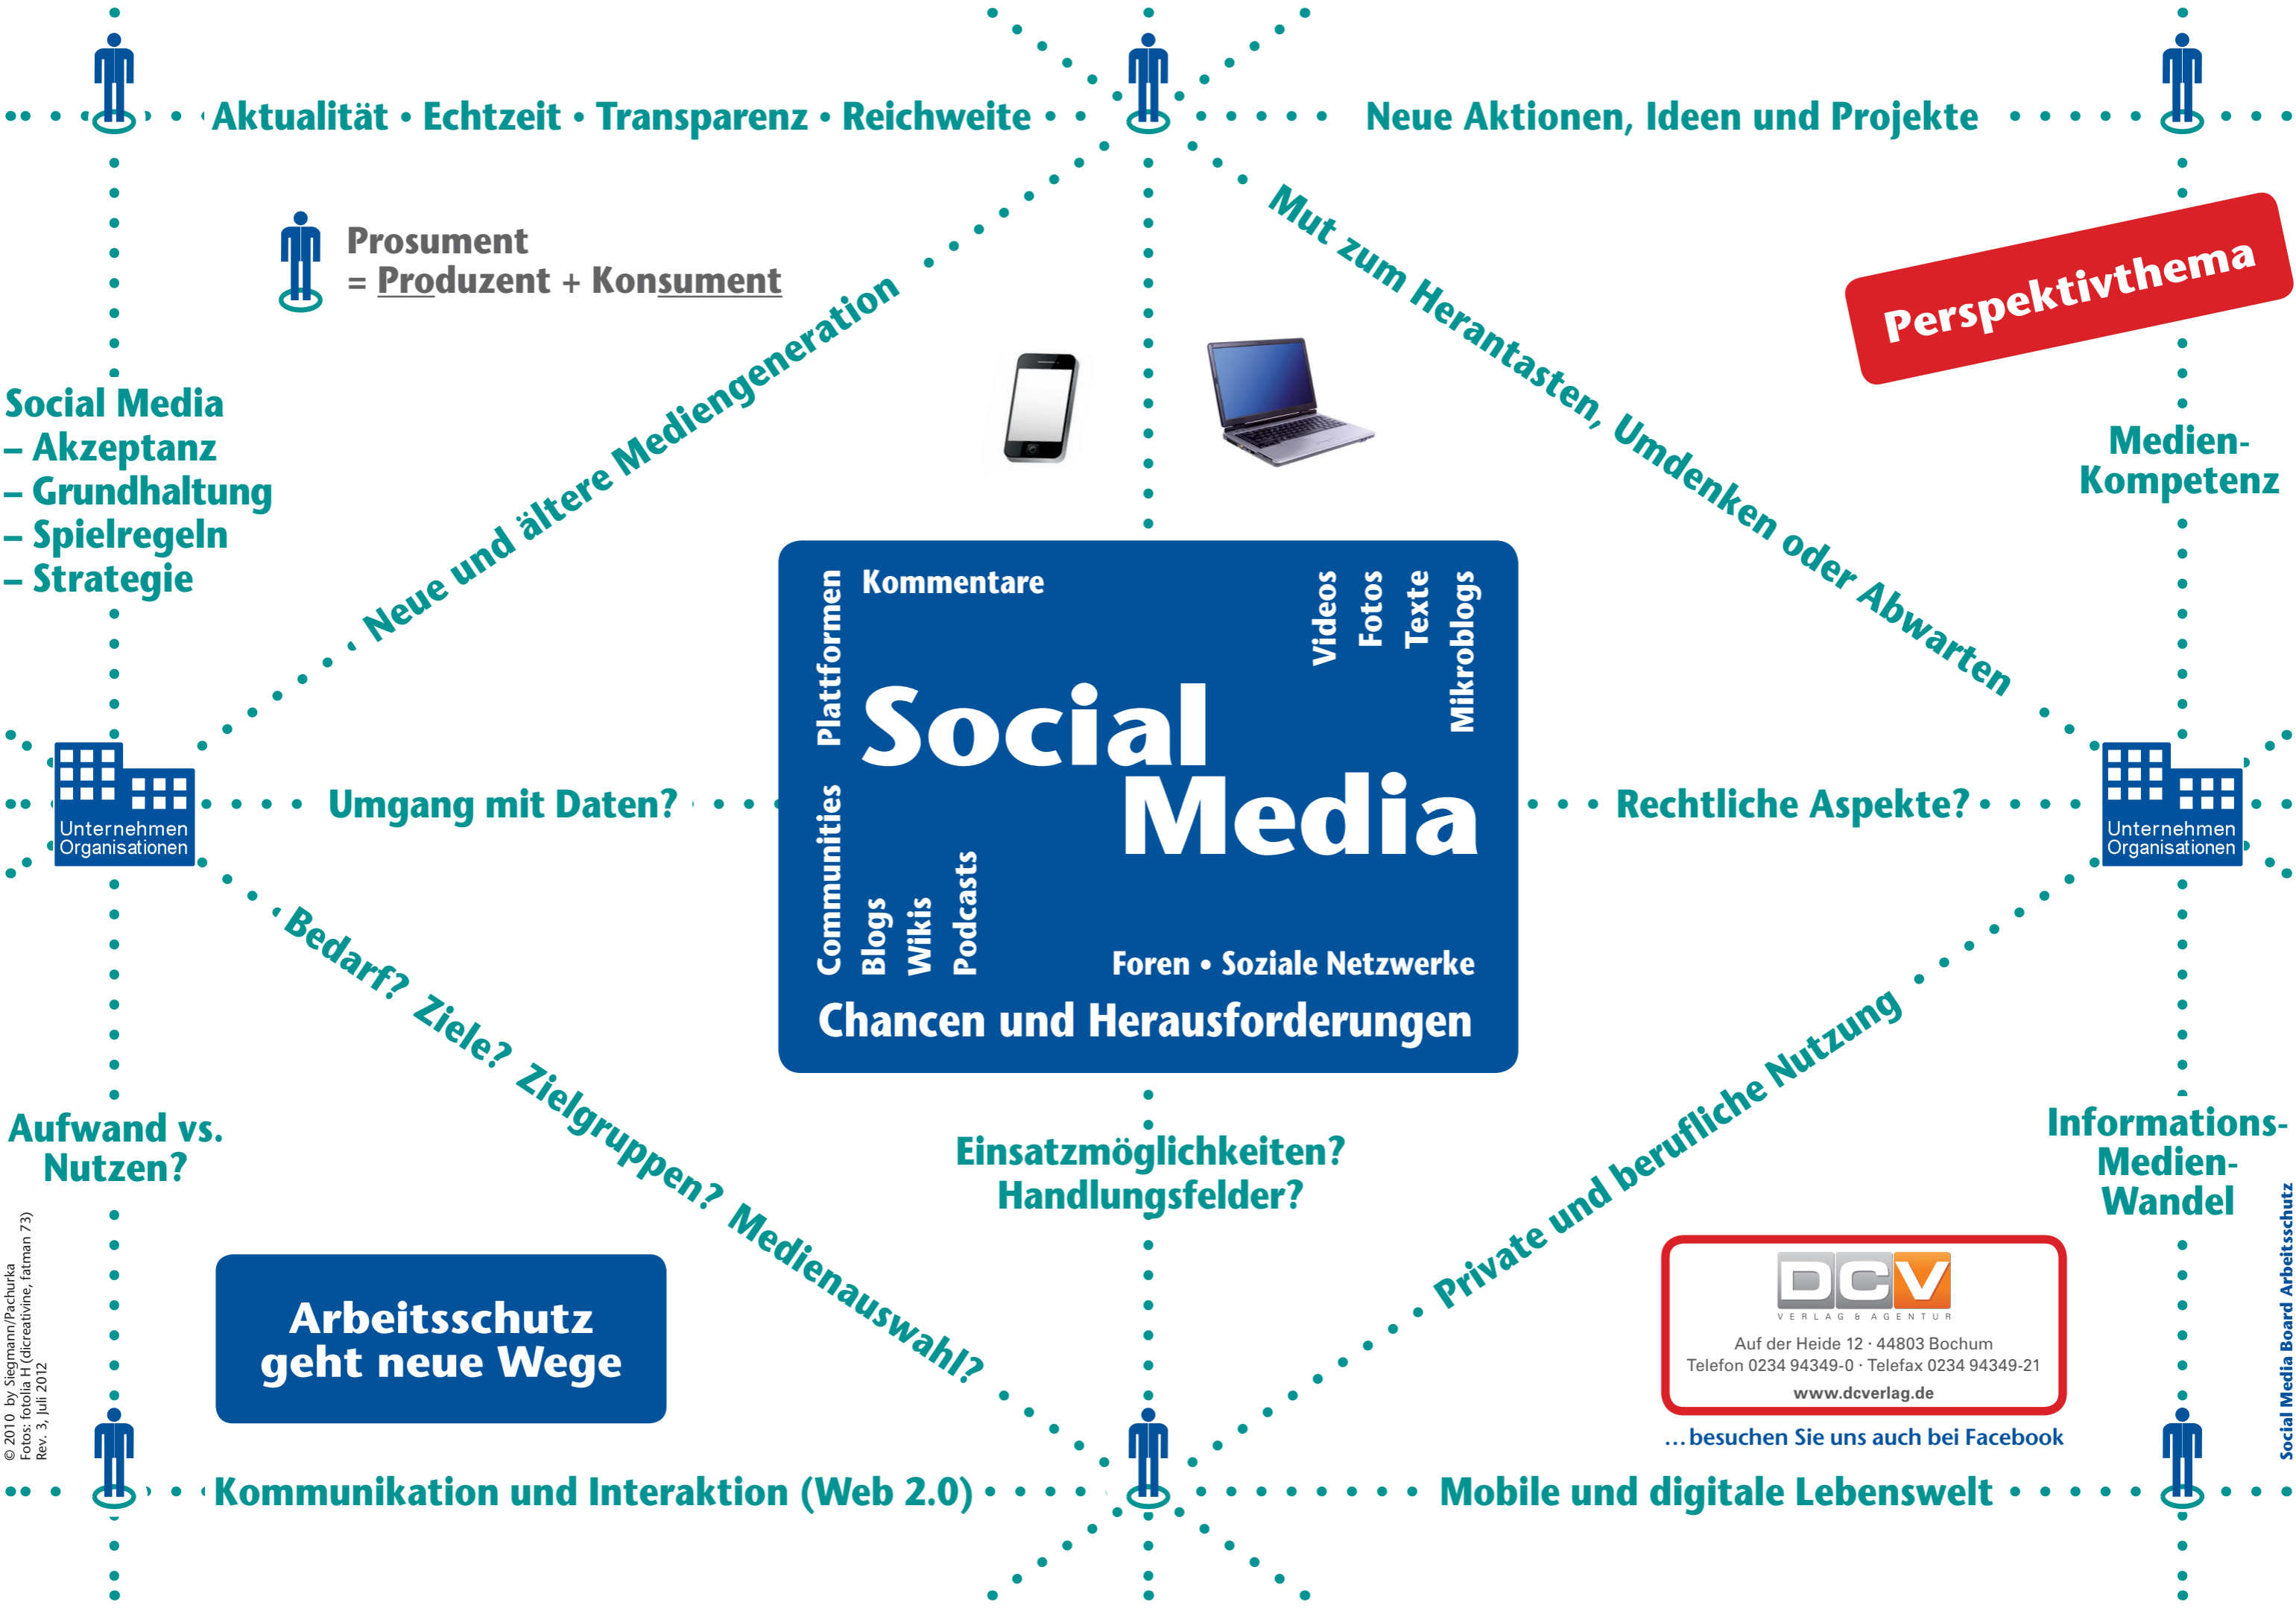 Aktualität • Echtzeit • Transparenz • Reichweite
Neue Aktionen, Ideen und Projekte
Prosument
= Produzent + Konsument
Perspektivthema
Neue und ältere Mediengeneration
Mut zum Herantasten, Umdenken oder Abwarten
Social Media
– Akzeptanz
– Grundhaltung
– Spielregeln
– Strategie
Medien-
Kompetenz
Plattformen
Kommentare
Videos
Fotos
Texte
Mikroblogs
Social
Media
Communities
Blogs
Wikis
Podcasts
Foren • Soziale Netzwerke
Chancen und Herausforderungen
Unternehmen
Organisationen
Umgang mit Daten?
Rechtliche Aspekte?
Unternehmen
Organisationen
Bedarf? Ziele? Zielgruppen? Medienauswahl?
Private und berufliche Nutzung
Aufwand vs.
Nutzen?
Einsatzmöglichkeiten?
Handlungsfelder?
Informations-
Medien-
Wandel
Arbeitsschutz
geht neue Wege
DCV
VERLAG & AGENTUR
Auf der Heide 12 · 44803 Bochum
Telefon 0234 94349-0 · Telefax 0234 94349-21
www.dcverlag.de
...besuchen Sie uns auch bei Facebook
Kommunikation und Interaktion (Web 2.0)
Mobile und digitale Lebenswelt
© 2010 by Siegmann/Pachurka
Fotos: fotolia H (dicreativine, fatman 73)
Rev. 3, Juli 2012
Social Media Board Arbeitsschutz